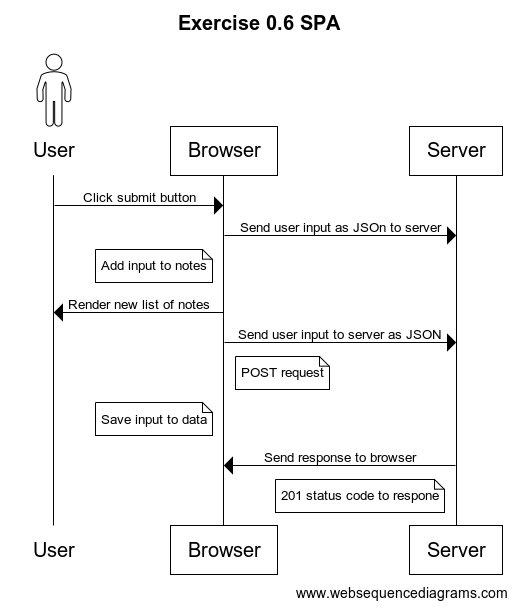 Exercise 0.6 SPA
User
Browser
Server
Click submit button
Send user input as JSOn to server
Add input to notes
Render new list of notes
Send user input to server as JSON
POST request
Save input to data
Send response to browser
201 status code to respone
User
Browser
Server
www.websequencediagrams.com